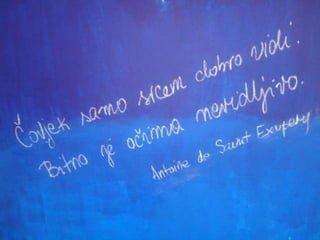 Čovjek samo srcem dobro vidi.
Bitno je očima nevidljivo.
Antoine de Saint Exupery